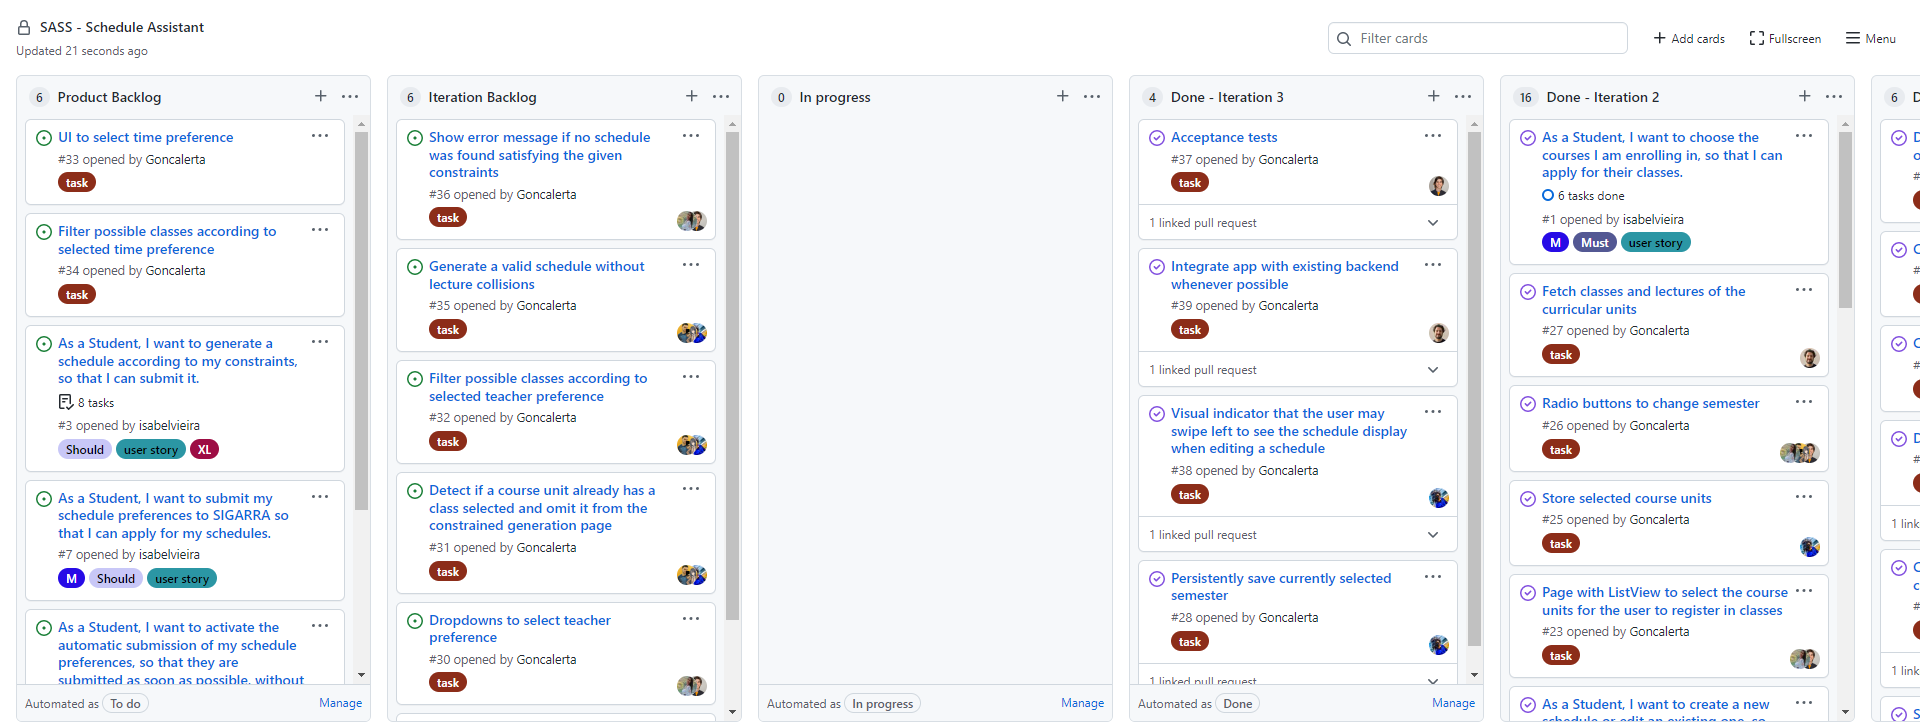 SASS - Schedule Assistant
Updated 21 seconds ago
Filter cards
Add cards
Fullscreen
Menu
6 Product Backlog
UI to select time preference
#33 opened by Goncalerta
task
Filter possible classes according to
selected time preference
#34 opened by Goncalerta
task
As a Student, I want to generate a
schedule according to my constraints,
so that I can submit it.
8 tasks
#3 opened by isabelvieira
Should user story XL
As a Student, I want to submit my
schedule preferences to SIGARRA so
that I can apply for my schedules.
#7 opened by isabelvieira
M Should user story
As a Student, I want to activate the
automatic submission of my schedule
preferences, so that they are
submitted as soon as possible, without
Automated as To do Manage
6 Iteration Backlog
Show error message if no schedule
was found satisfying the given
constraints
#36 opened by Goncalerta
task
Generate a valid schedule without
lecture collisions
#35 opened by Goncalerta
task
Filter possible classes according to
selected teacher preference
#32 opened by Goncalerta
task
Detect if a course unit already has a
class selected and omit it from the
constrained generation page
#31 opened by Goncalerta
task
Dropdowns to select teacher
preference
#30 opened by Goncalerta
task
0 In progress
Automated as In progress Manage
4 Done - Iteration 3
Acceptance tests
#37 opened by Goncalerta
task
1 linked pull request
Integrate app with existing backend
whenever possible
#39 opened by Goncalerta
task
1 linked pull request
Visual indicator that the user may
swipe left to see the schedule display
when editing a schedule
#38 opened by Goncalerta
task
1 linked pull request
Persistently save currently selected
semester
#28 opened by Goncalerta
task
1 linked pull request
Automated as Done Manage
16 Done - Iteration 2
As a Student, I want to choose the
courses I am enrolling in, so that I can
apply for their classes.
6 tasks done
#1 opened by isabelvieira
M Must user story
Fetch classes and lectures of the
curricular units
#27 opened by Goncalerta
task
Radio buttons to change semester
#26 opened by Goncalerta
task
Store selected course units
#25 opened by Goncalerta
task
Page with ListView to select the course
units for the user to register in classes
#23 opened by Goncalerta
task
As a Student, I want to create a new
schedule or edit an existing one, so
6
1 link
1 link